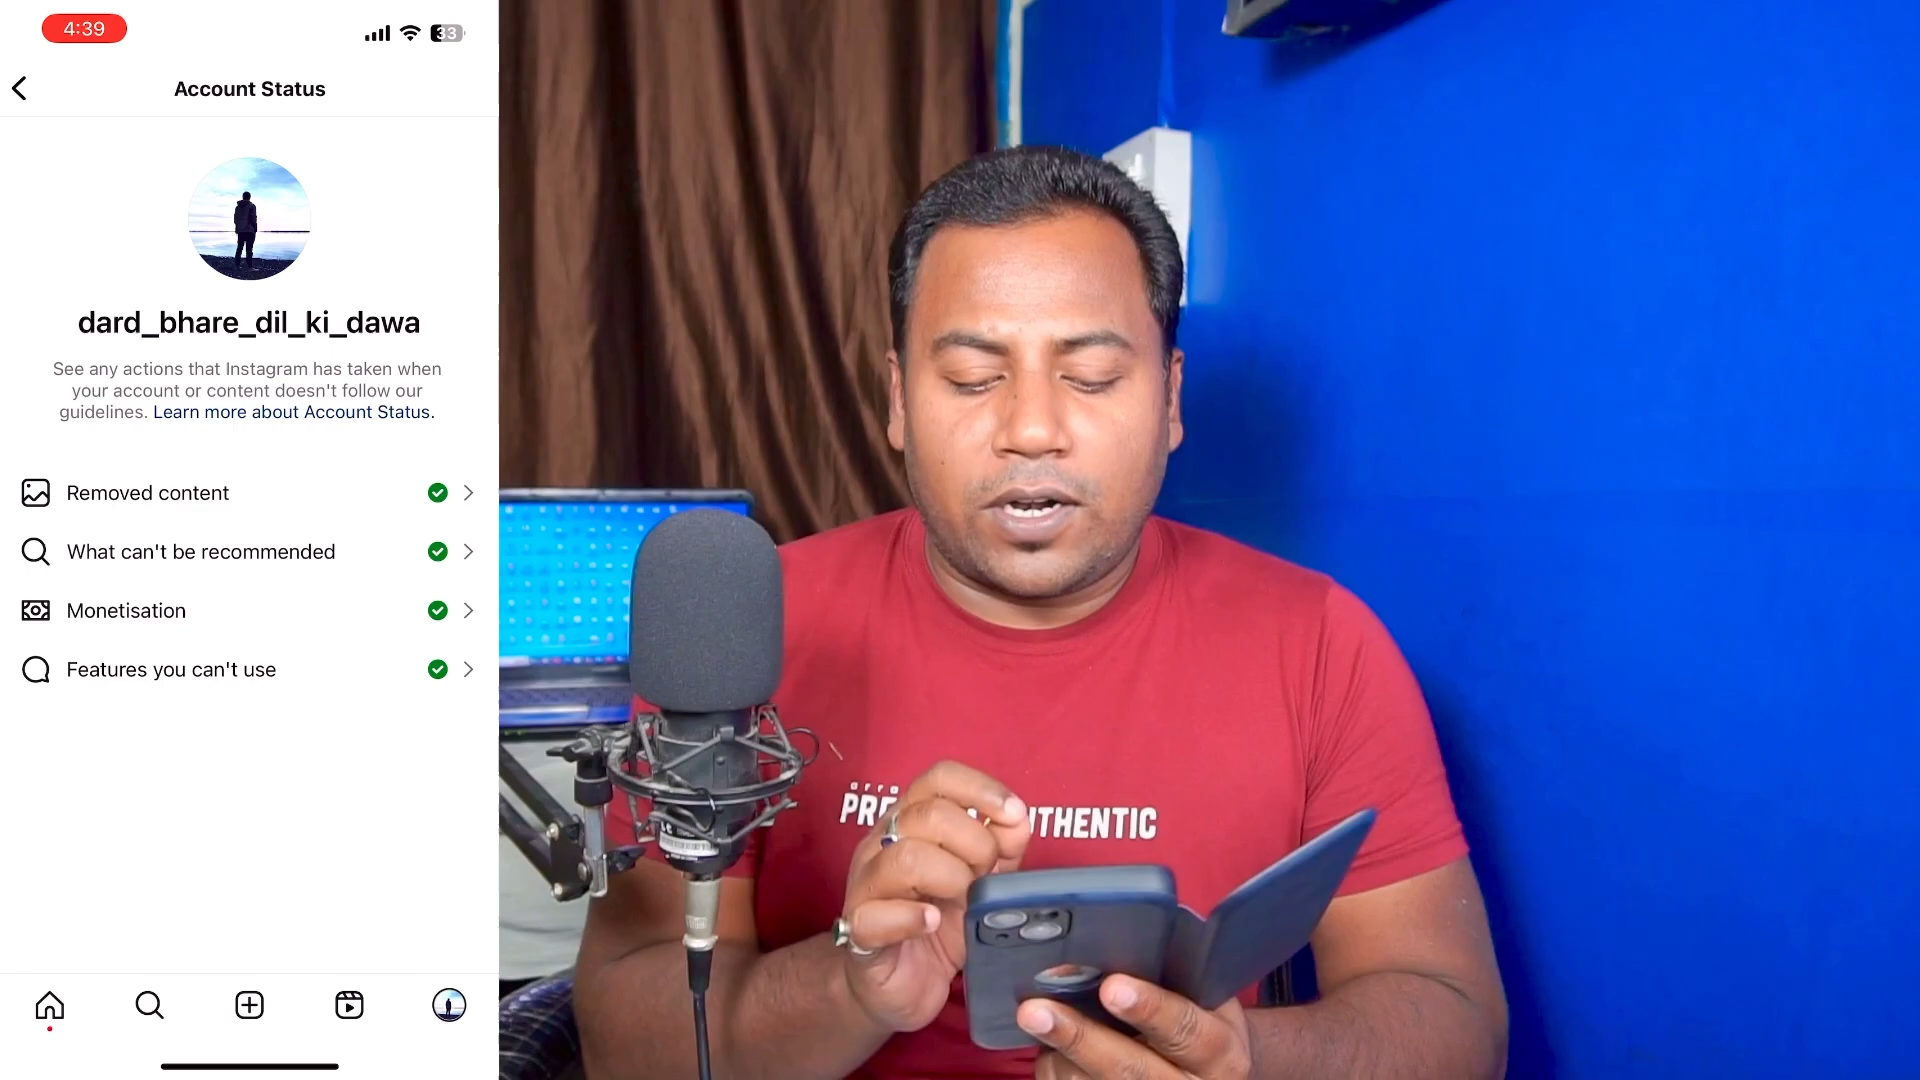 4:39
33
Account Status
dard_bhare_dil_ki_dawa
See any actions that Instagram has taken when
your account or content doesn't follow our
guidelines. Learn more about Account Status.
Removed content
What can't be recommended
Monetisation
Features you can't use